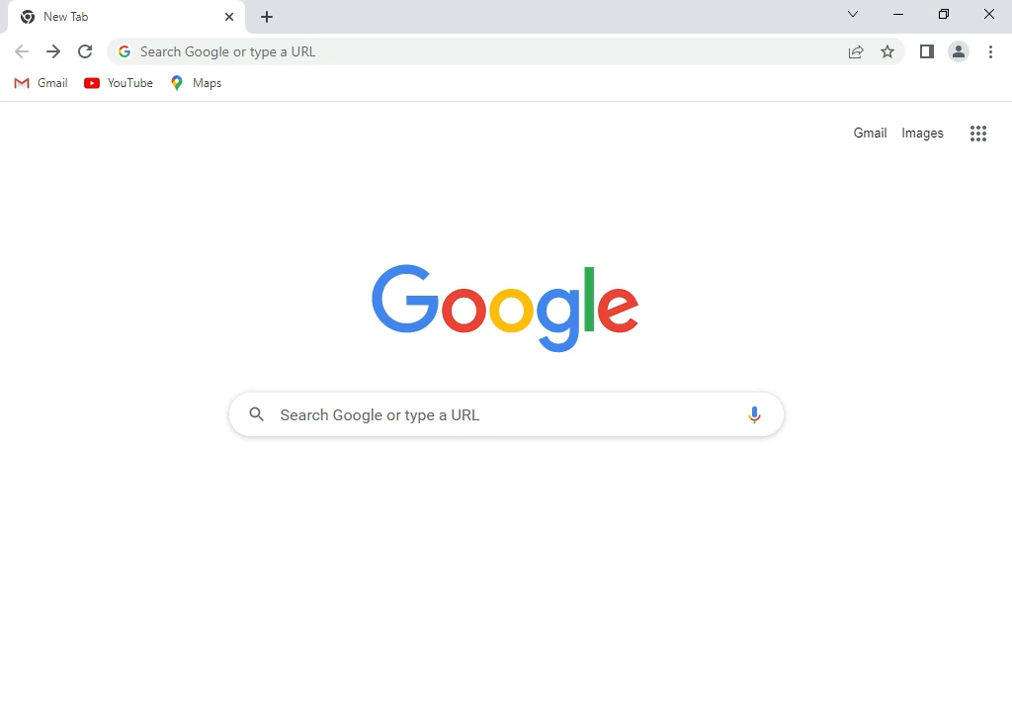 New Tab
Search Google or type a URL
Gmail YouTube Maps
Gmail Images
Google
Search Google or type a URL